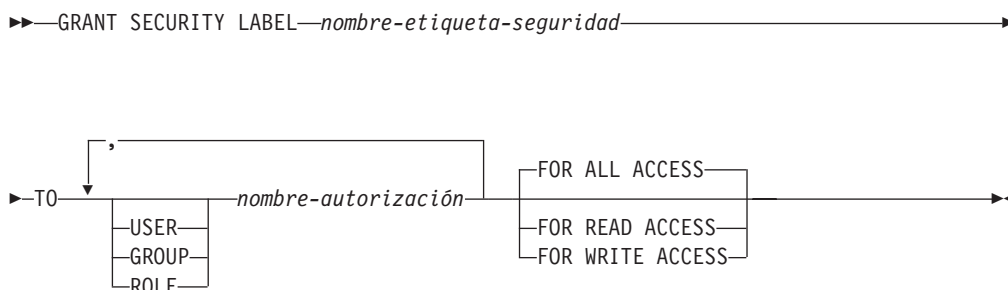 GRANT SECURITY LABEL nombre-etiqueta-seguridad
,
FOR ALL ACCESS
TO nombre-autorización
USER
FOR READ ACCESS
GROUP
FOR WRITE ACCESS
ROLE